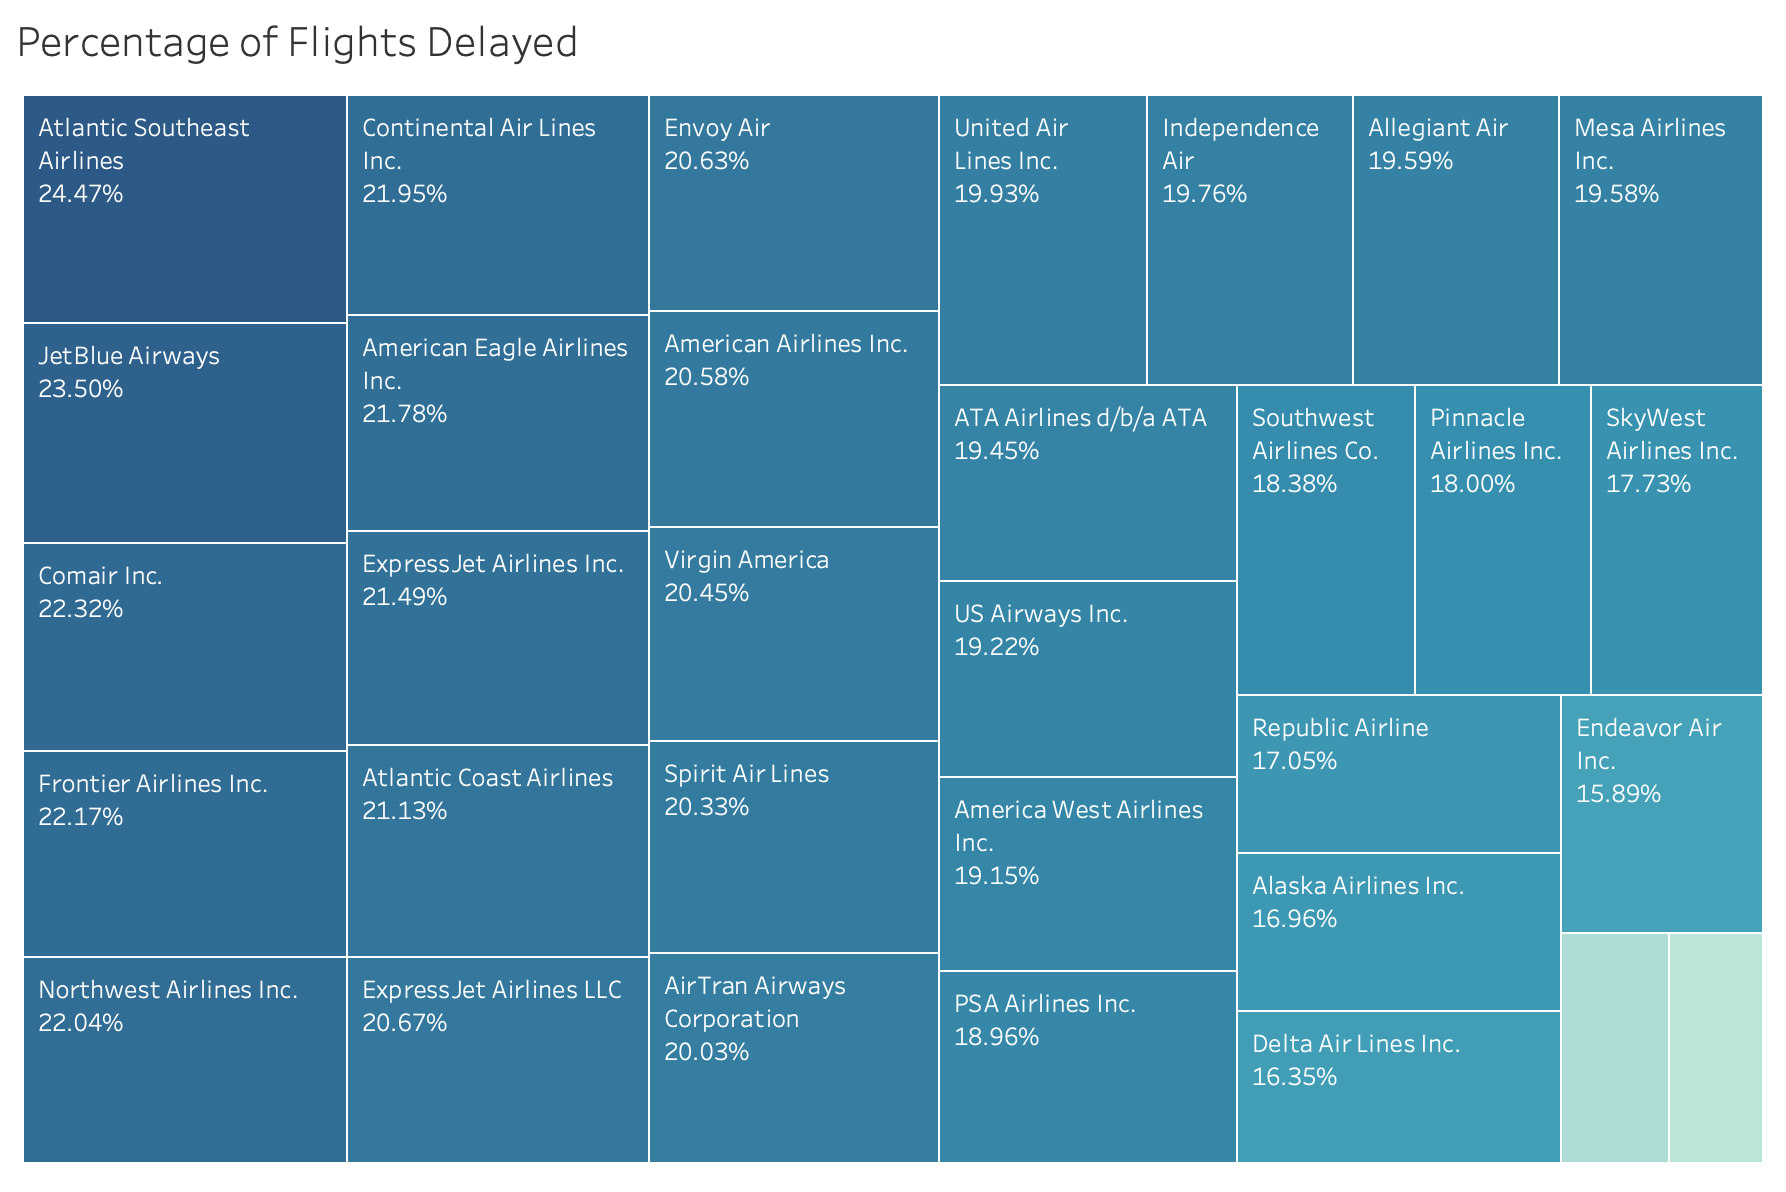 Percentage of Flights Delayed
Atlantic Southeast
Airlines
24.47%
JetBlue Airways
23.50%
Comair Inc.
22.32%
Frontier Airlines Inc.
22.17%
Northwest Airlines Inc.
22.04%
Continental Air Lines
Inc.
21.95%
American Eagle Airlines
Inc.
21.78%
ExpressJet Airlines Inc.
21.49%
Atlantic Coast Airlines
21.13%
ExpressJet Airlines LLC
20.67%
Envoy Air
20.63%
American Airlines Inc.
20.58%
Virgin America
20.45%
Spirit Air Lines
20.33%
AirTran Airways
Corporation
20.03%
United Air
Lines Inc.
19.93%
Independence
Air
19.76%
Allegiant Air
19.59%
Mesa Airlines
Inc.
19.58%
ATA Airlines d/b/a ATA
19.45%
US Airways Inc.
19.22%
America West Airlines
Inc.
19.15%
PSA Airlines Inc.
18.96%
Southwest
Airlines Co.
18.38%
Pinnacle
Airlines Inc.
18.00%
SkyWest
Airlines Inc.
17.73%
Republic Airline
17.05%
Alaska Airlines Inc.
16.96%
Delta Air Lines Inc.
16.35%
Endeavor Air
Inc.
15.89%